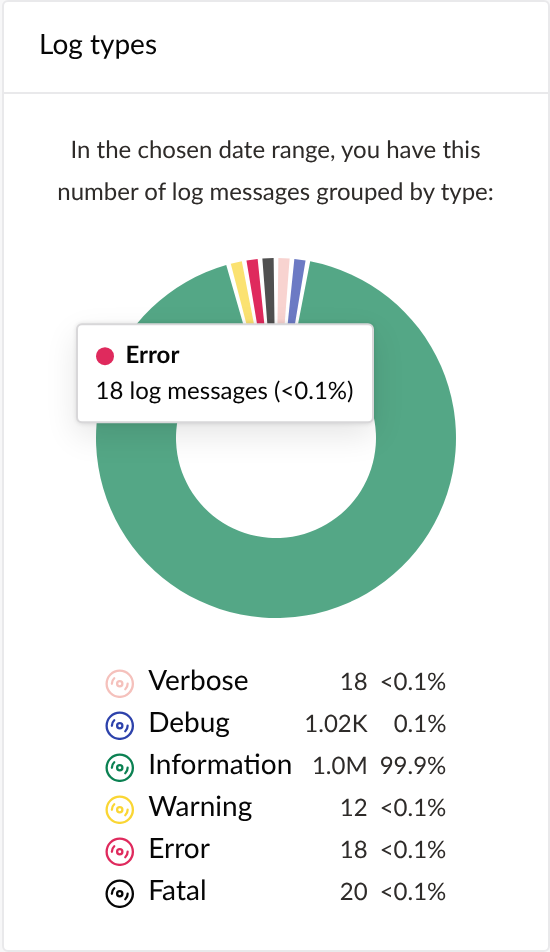 Log types
In the chosen date range, you have this
number of log messages grouped by type:
Error
18 log messages (<0.1%)
Verbose 18 <0.1%
Debug 1.02K 0.1%
Information 1.0M 99.9%
Warning 12 <0.1%
Error 18 <0.1%
Fatal 20 <0.1%